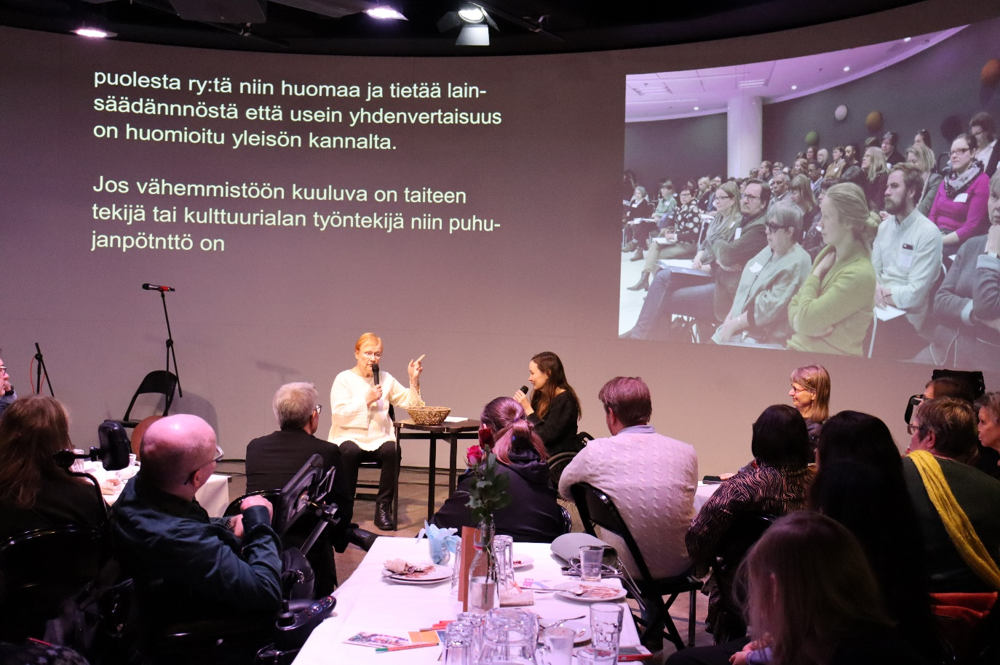 puolesta ry:tä niin huomaa ja tietää lain-
säädännnöstä että usein yhdenvertaisuus
on huomioitu yleisön kannalta.
Jos vähemmistöön kuuluva on taiteen
tekijä tai kulttuurialan työntekijä niin puhu-
janpötnttö on